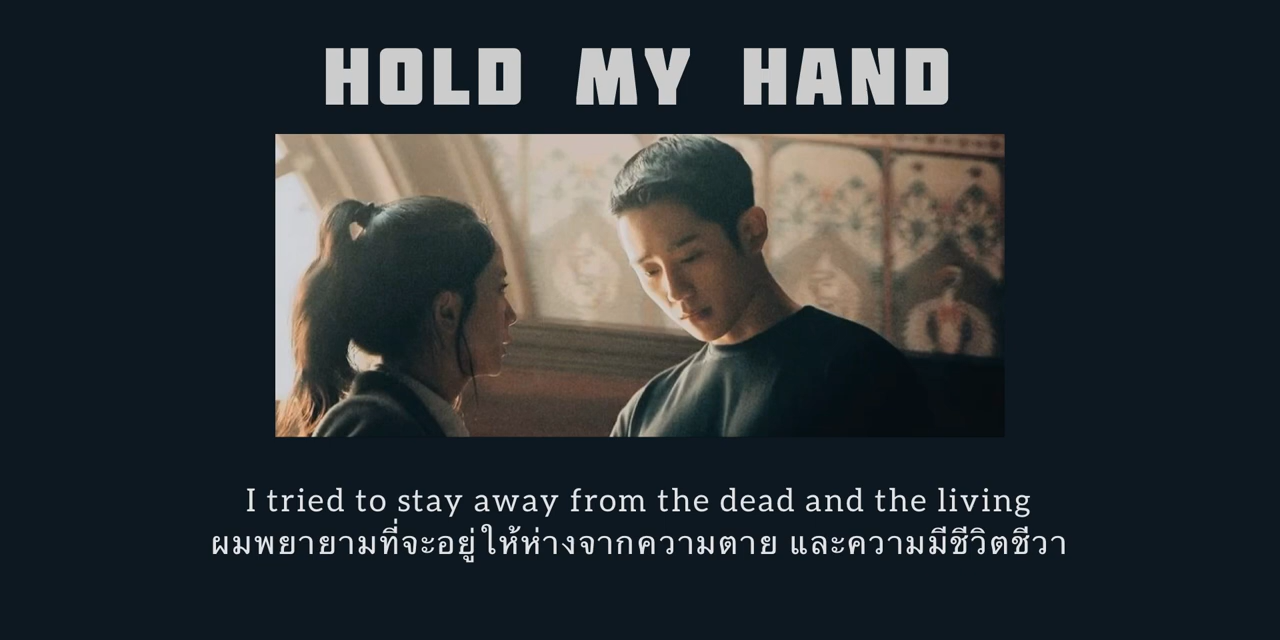 HOLD MY HAND
I tried to stay away from the dead and the living
ผมพยายามที่จะอยู่ให้ห่างจากความตาย และความมีชีวิตชีวา